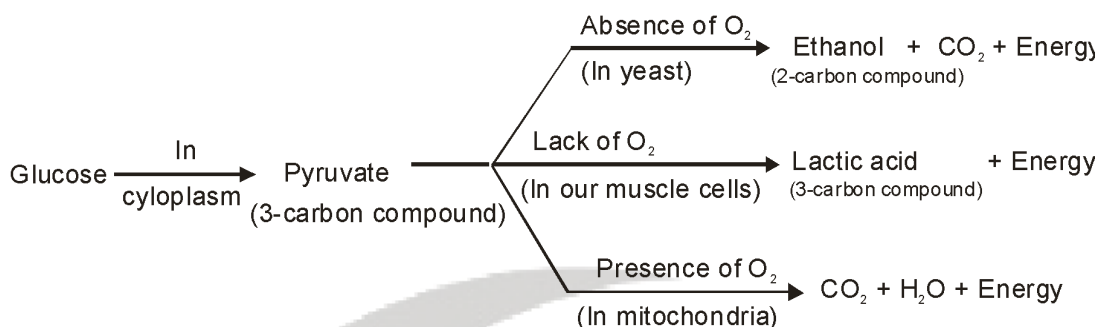 Absence of O₂
(In yeast)
Ethanol + CO₂ + Energy
(2-carbon compound)
Glucose
In
cyloplasm
Pyruvate
(3-carbon compound)
Lack of O₂
(In our muscle cells)
Lactic acid + Energy
(3-carbon compound)
Presence of O₂
(In mitochondria)
CO₂ + H₂O + Energy